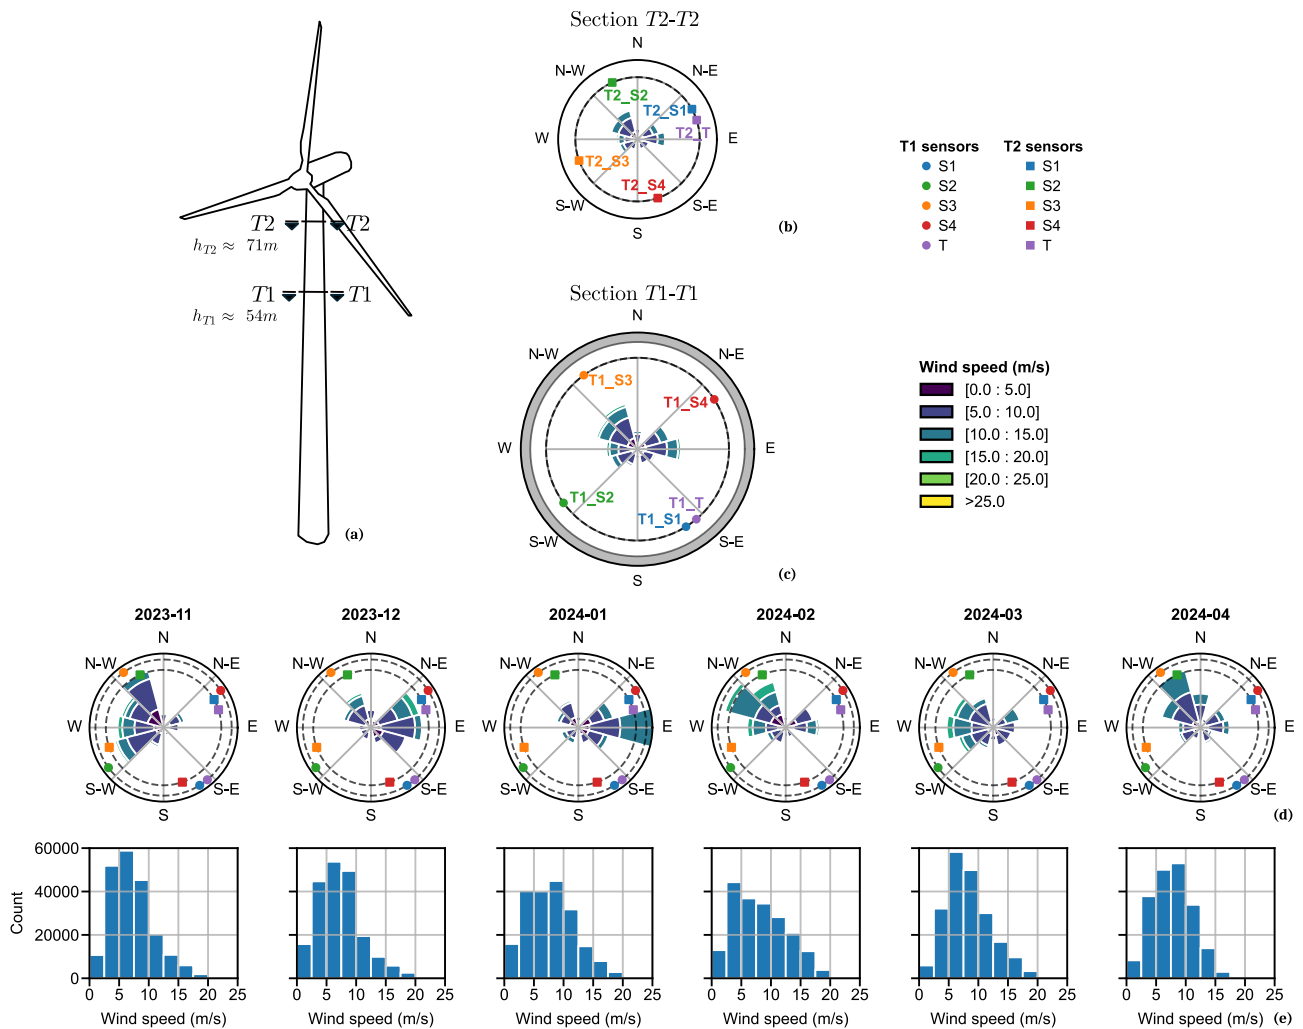 Section T2-T2
N
N-W
N-E
T2_S2
T2_S1
T2_T
W
E
T2_S3
T2_S4
S-W
S-E
S
(b)
T2
T2
h_T2 ≈ 71m
T1
T1
h_T1 ≈ 54m
(a)
T1 sensors
S1
S2
S3
S4
T
T2 sensors
S1
S2
S3
S4
T
Section T1-T1
N
N-W
N-E
T1_S3
T1_S4
W
E
T1_S2
T1_T
T1_S1
S-W
S-E
S
(c)
Wind speed (m/s)
[0.0 : 5.0]
[5.0 : 10.0]
[10.0 : 15.0]
[15.0 : 20.0]
[20.0 : 25.0]
>25.0
2023-11
N
N-W
N-E
W
E
S-W
S-E
S
2023-12
N
N-W
N-E
W
E
S-W
S-E
S
2024-01
N
N-W
N-E
W
E
S-W
S-E
S
2024-02
N
N-W
N-E
W
E
S-W
S-E
S
2024-03
N
N-W
N-E
W
E
S-W
S-E
S
2024-04
N
N-W
N-E
W
E
S-W
S-E
S
(d)
Count
60000
40000
20000
0
0 5 10 15 20 25
Wind speed (m/s)
0 5 10 15 20 25
Wind speed (m/s)
0 5 10 15 20 25
Wind speed (m/s)
0 5 10 15 20 25
Wind speed (m/s)
0 5 10 15 20 25
Wind speed (m/s)
0 5 10 15 20 25
Wind speed (m/s)
(e)